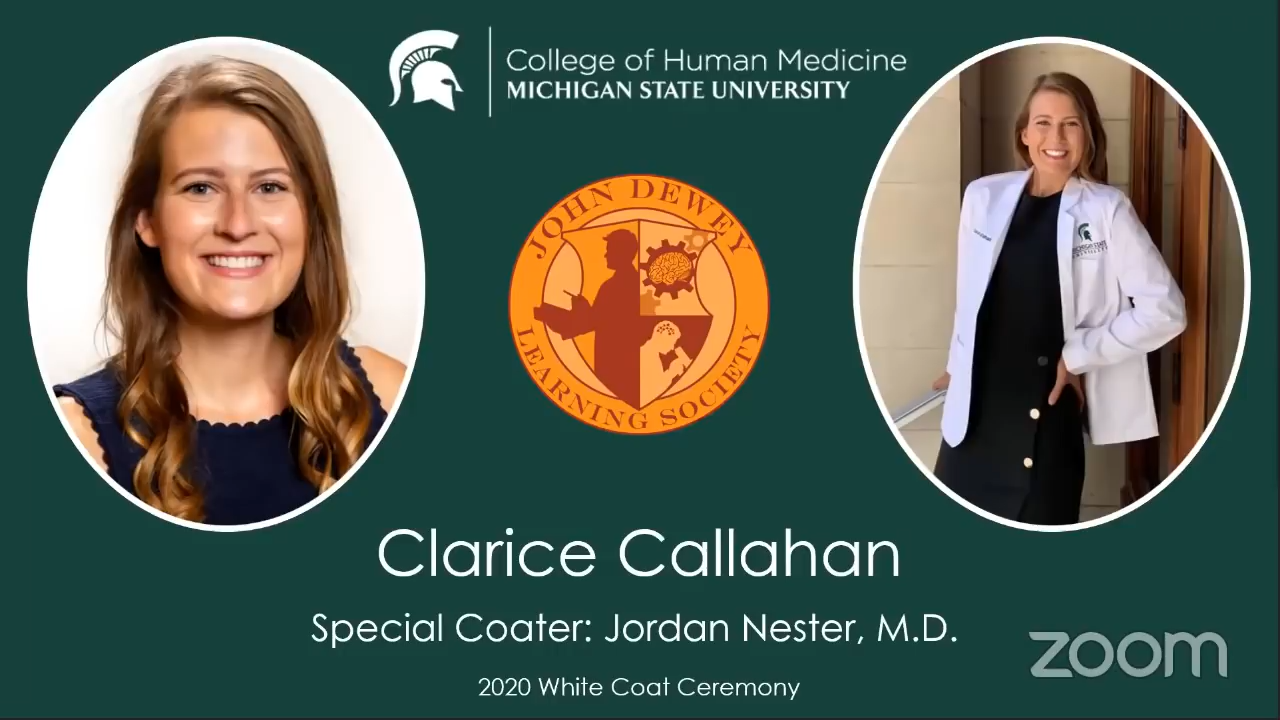 College of Human Medicine
MICHIGAN STATE UNIVERSITY
JOHN DEWEY
LEARNING SOCIETY
Clarice Callahan
Special Coater: Jordan Nester, M.D.
2020 White Coat Ceremony
zoom